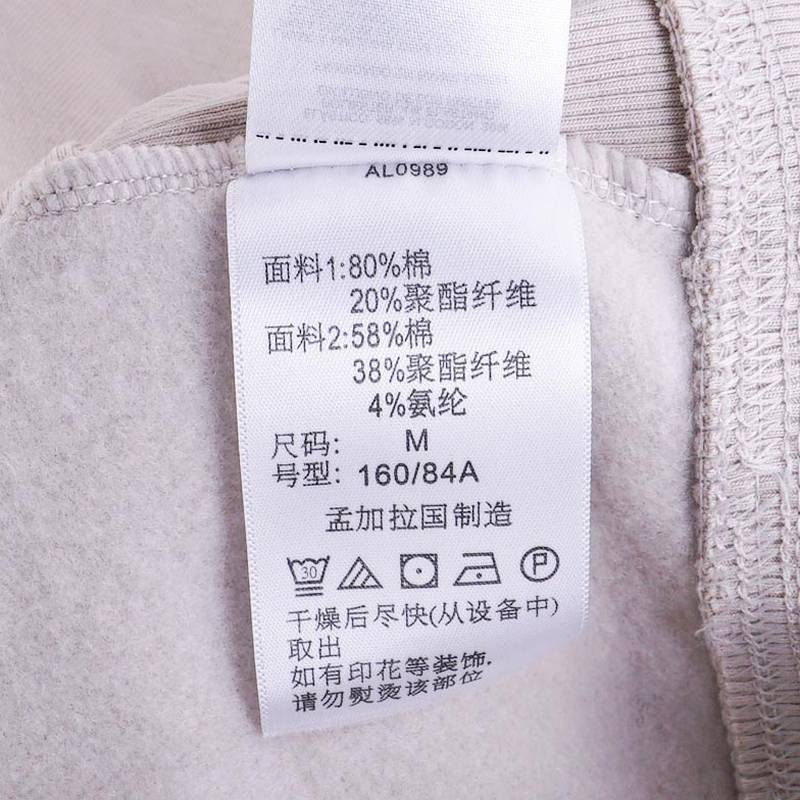 AL0989
面料1:80%棉
20%聚酯纤维
面料2:58%棉
38%聚酯纤维
4%氨纶
尺码: M
号型: 160/84A
孟加拉国制造
30 P
干燥后尽快(从设备中)
取出
如有印花等装饰.
请勿熨烫该部位